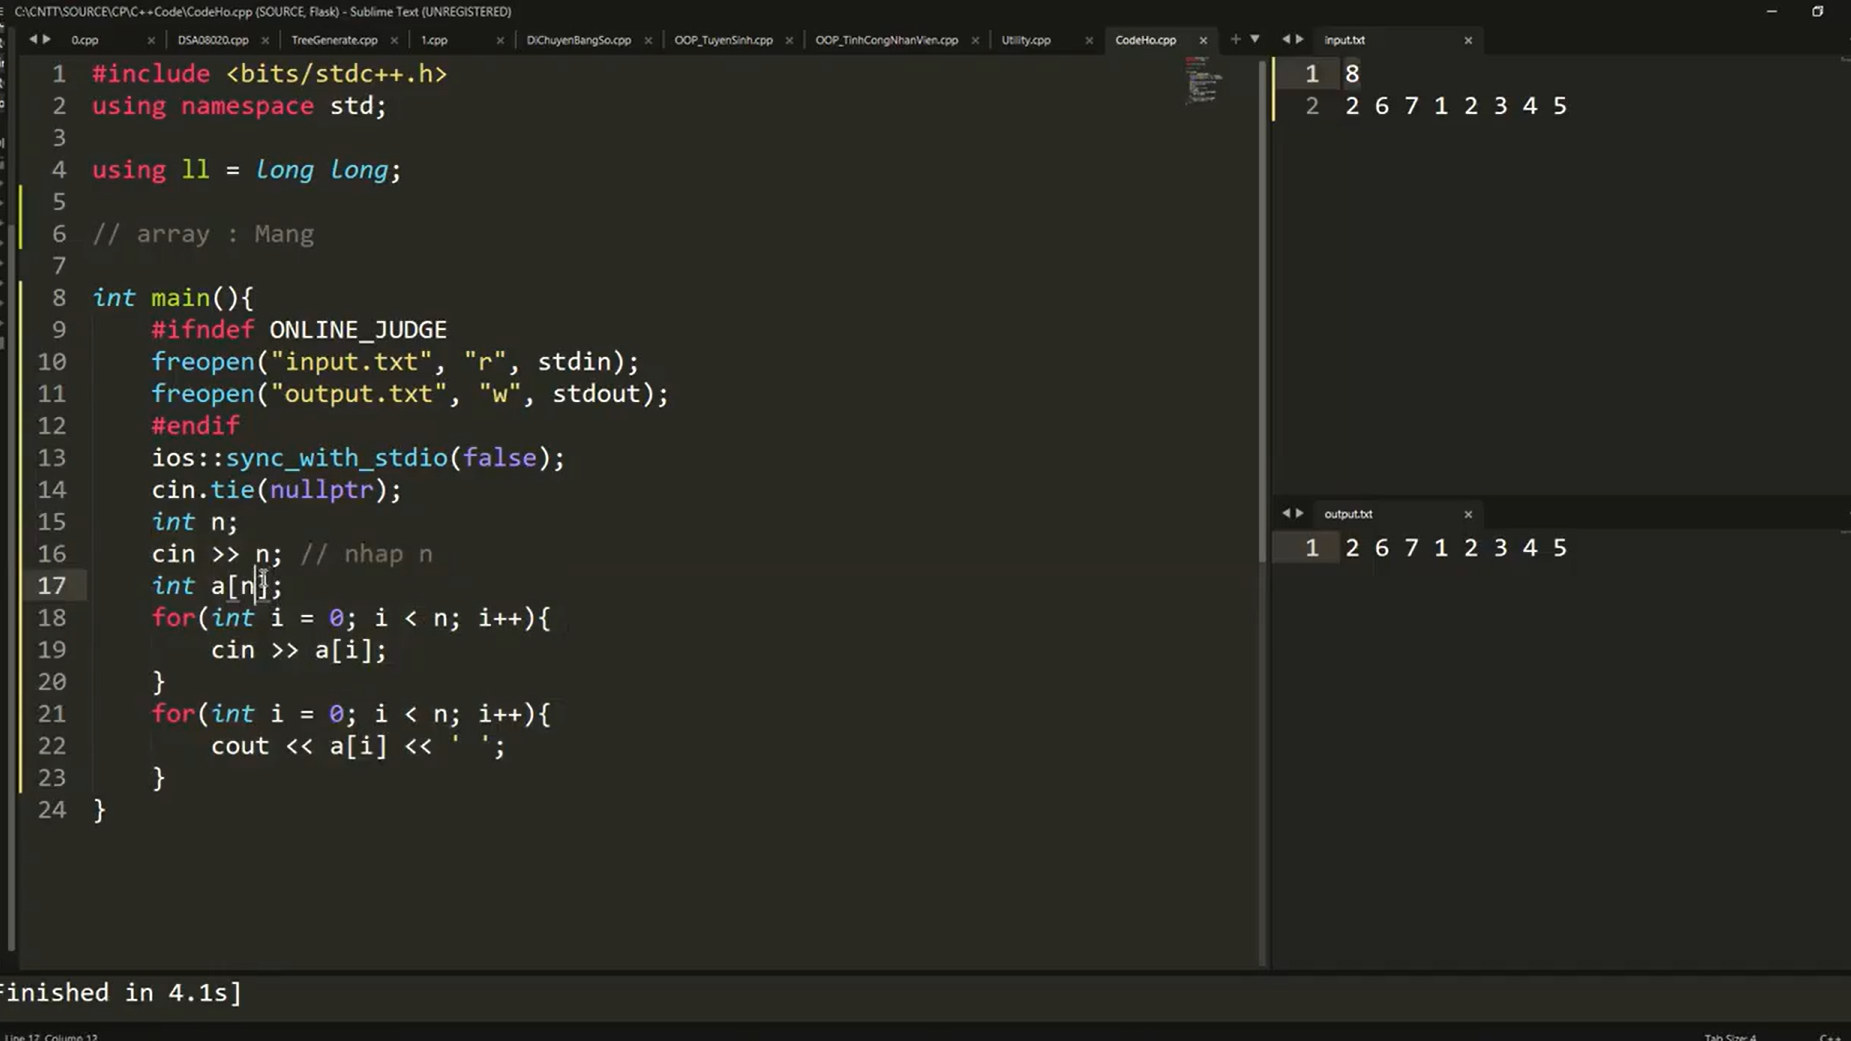 C:\CNTT\SOURCE\CP\C++Code\CodeHo.cpp (SOURCE, Flask) - Sublime Text (UNREGISTERED)
0.cpp DSA08020.cpp TreeGenerate.cpp 1.cpp DiChuyenBangSo.cpp OOP_TuyenSinh.cpp OOP_TinhCongNhanVien.cpp Utility.cpp CodeHo.cpp
1 #include <bits/stdc++.h>
2 using namespace std;
3
4 using ll = long long;
5
6 // array : Mang
7
8 int main(){
9 #ifndef ONLINE_JUDGE
10 freopen("input.txt", "r", stdin);
11 freopen("output.txt", "w", stdout);
12 #endif
13 ios::sync_with_stdio(false);
14 cin.tie(nullptr);
15 int n;
16 cin >> n; // nhap n
17 int a[n];
18 for(int i = 0; i < n; i++){
19 cin >> a[i];
20 }
21 for(int i = 0; i < n; i++){
22 cout << a[i] << ' ';
23 }
24 }
input.txt
1 8
2 2 6 7 1 2 3 4 5
output.txt
1 2 6 7 1 2 3 4 5
Finished in 4.1s]
Line 17, Column 12
Tab Size: 4
C++